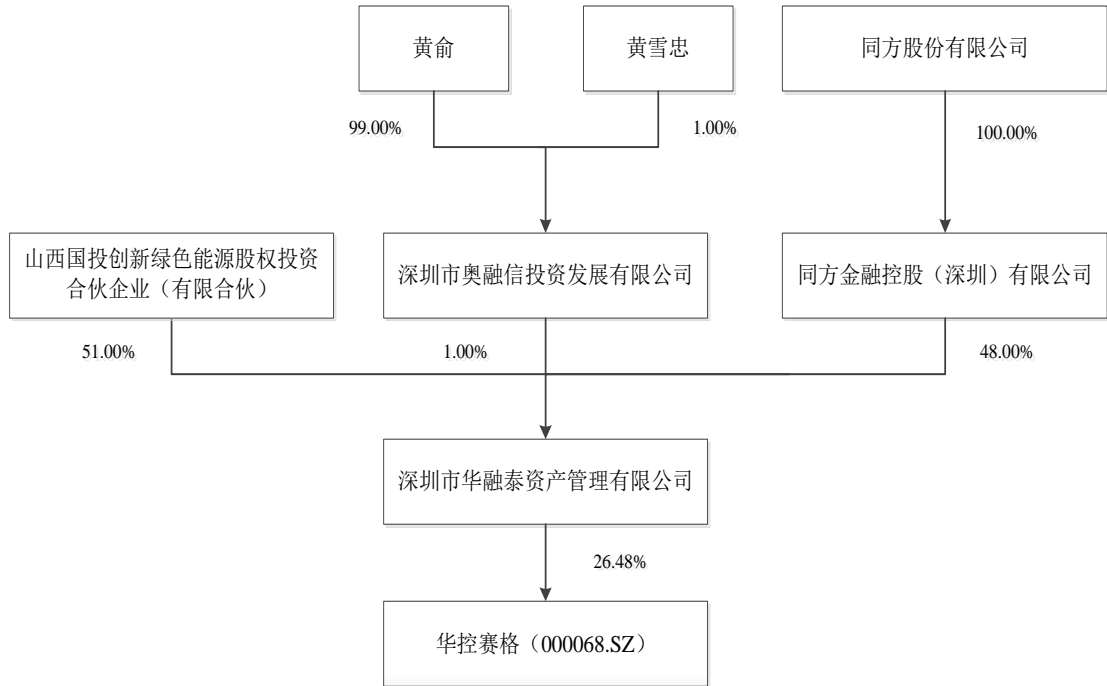 黄俞
黄雪忠
同方股份有限公司
99.00%
1.00%
100.00%
山西国投创新绿色能源股权投资
合伙企业（有限合伙）
深圳市奥融信投资发展有限公司
同方金融控股（深圳）有限公司
51.00%
1.00%
48.00%
深圳市华融泰资产管理有限公司
26.48%
华控赛格（000068.SZ）